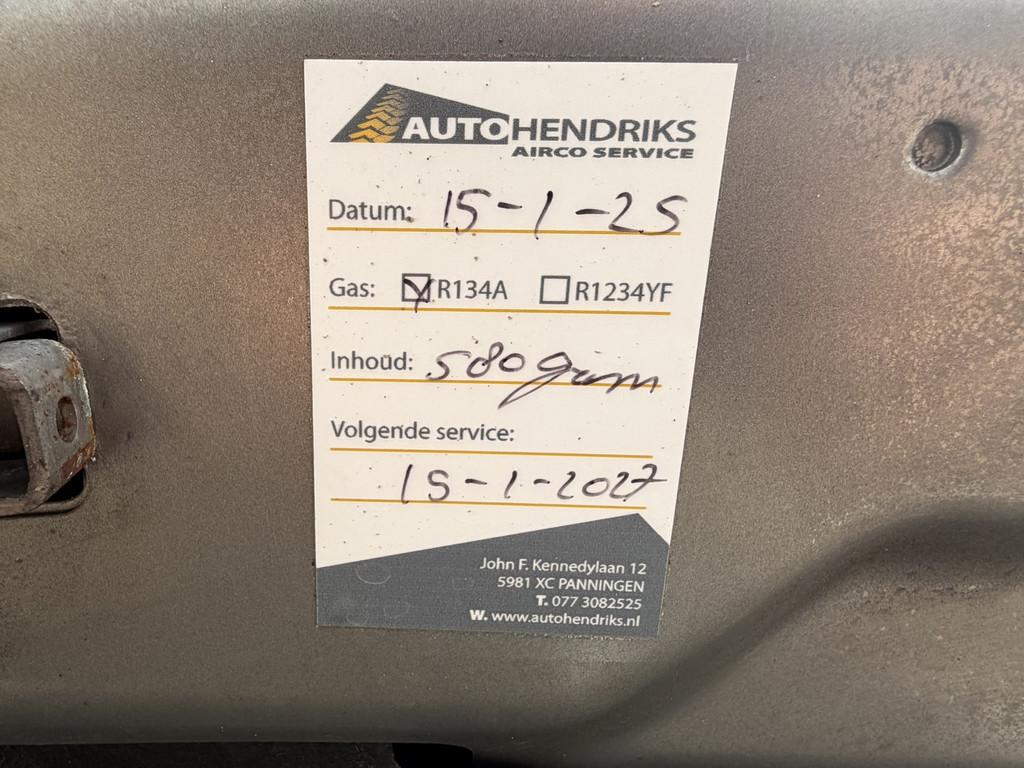 AUTOHENDRIKS
AIRCO SERVICE
Datum: 15-1-25
Gas: ☒ R134A ☐ R1234YF
Inhoud: 580 gram
Volgende service:
15-1-2027
John F. Kennedylaan 12
5981 XC PANNINGEN
T. 077 3082525
W. www.autohendriks.nl